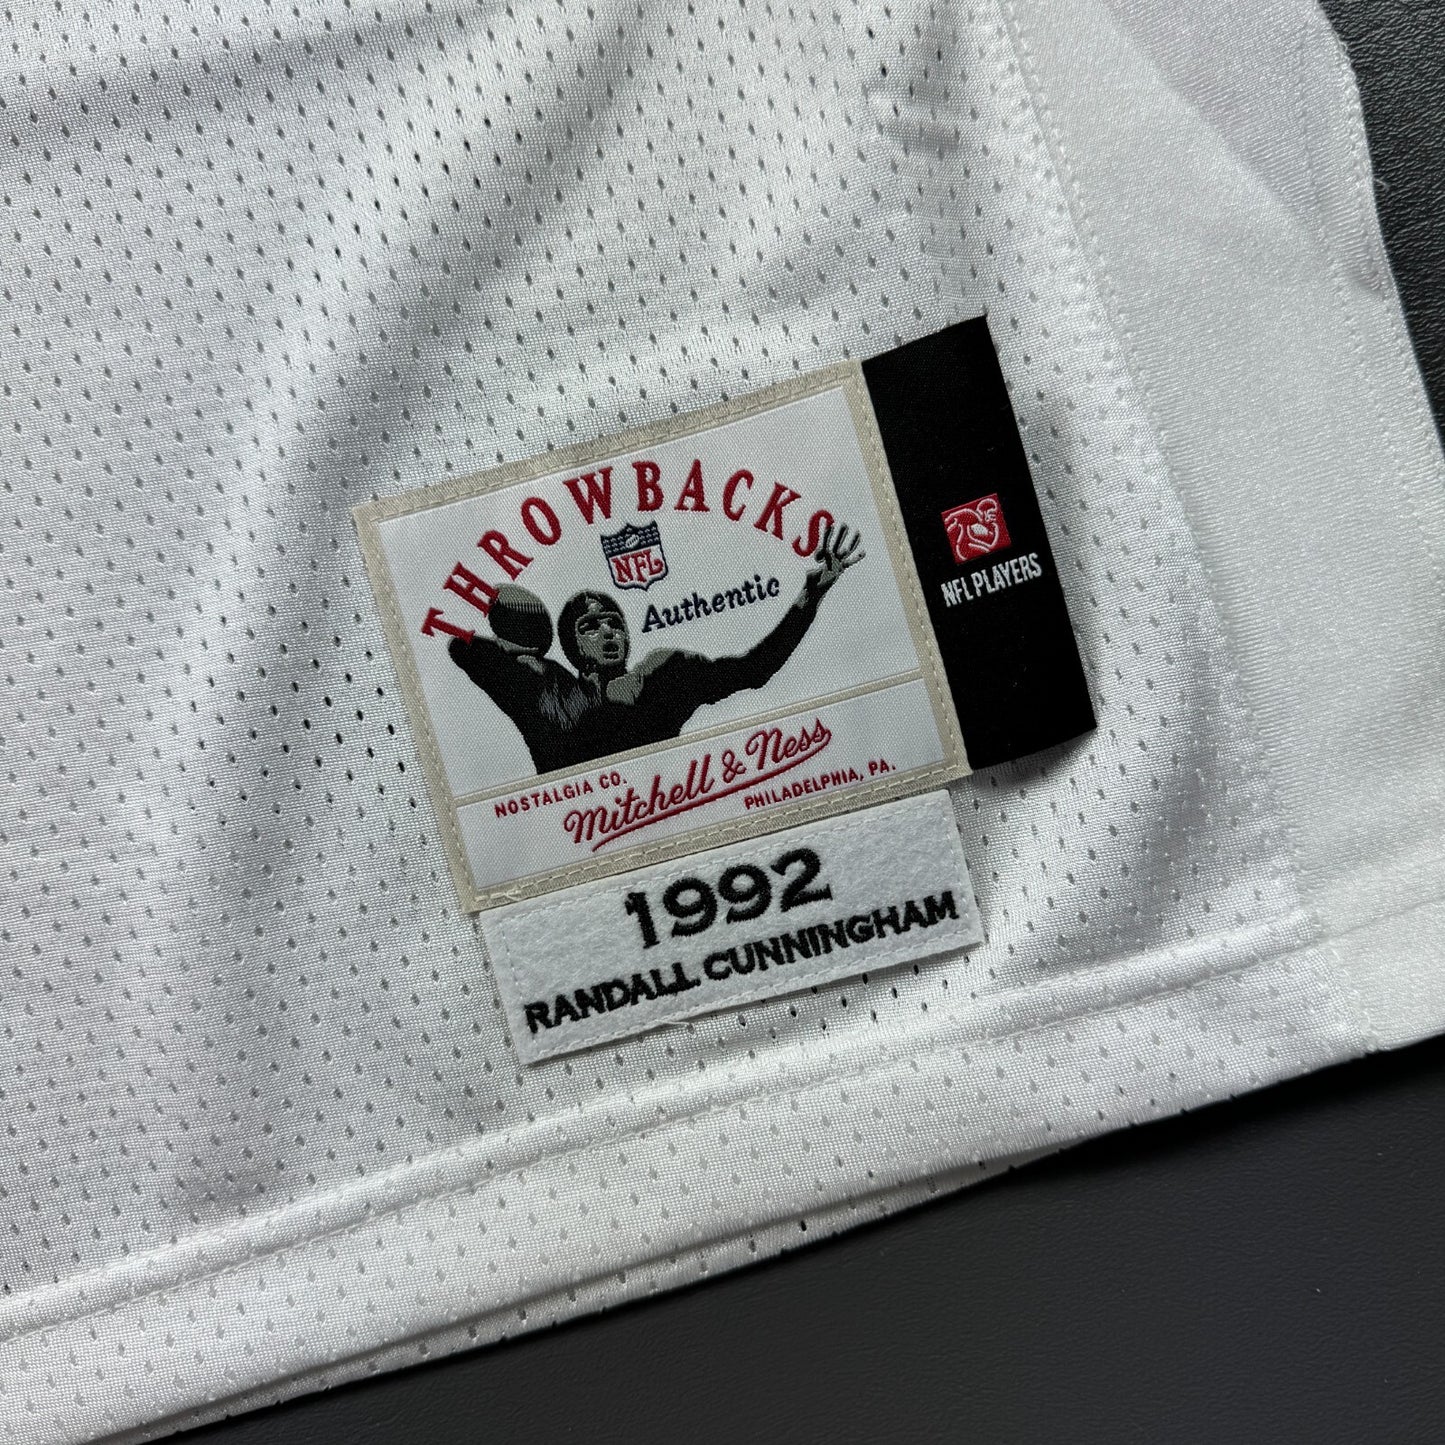 THROWBACKS
NFL
Authentic
NOSTALGIA CO.
Mitchell & Ness
PHILADELPHIA, PA.
NFL PLAYERS
1992
RANDALL CUNNINGHAM